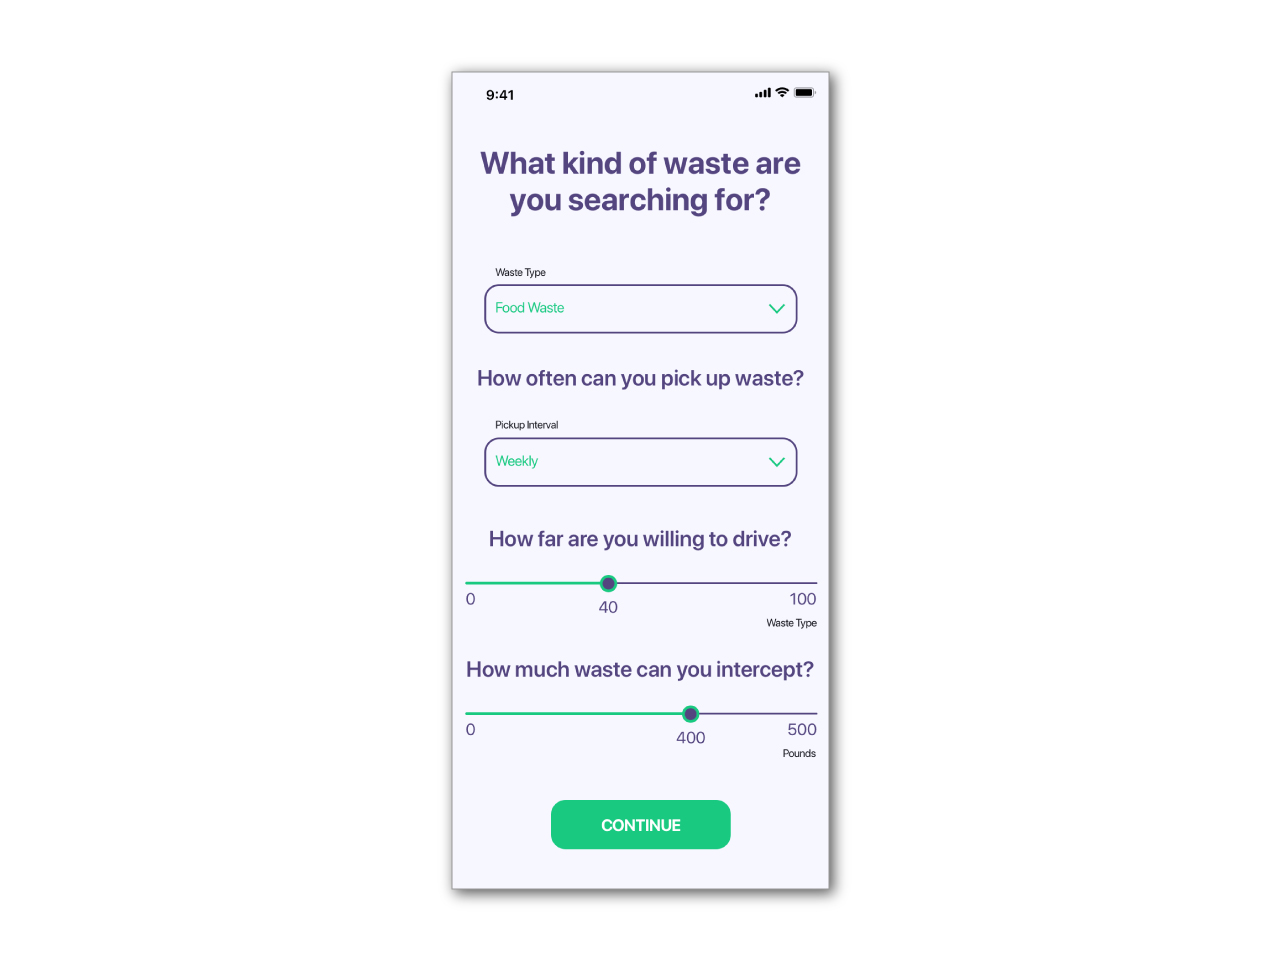 9:41
What kind of waste are
you searching for?
Waste Type
Food Waste
How often can you pick up waste?
Pickup Interval
Weekly
How far are you willing to drive?
0
40
100
Waste Type
How much waste can you intercept?
0
400
500
Pounds
CONTINUE